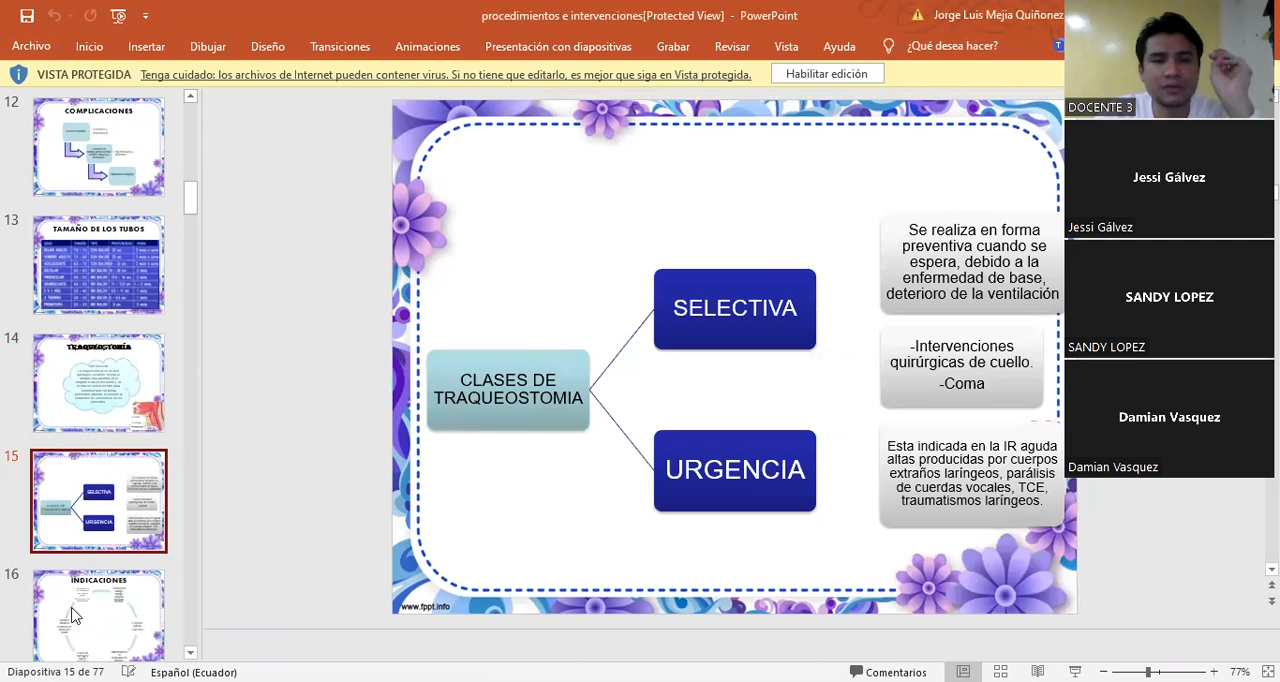 procedimientos e intervenciones[Protected View]  -  PowerPoint
Jorge Luis Mejia Quiñonez
Archivo
Inicio
Insertar
Dibujar
Diseño
Transiciones
Animaciones
Presentación con diapositivas
Grabar
Revisar
Vista
Ayuda
¿Qué desea hacer?
VISTA PROTEGIDA
Tenga cuidado: los archivos de Internet pueden contener virus. Si no tiene que editarlo, es mejor que siga en Vista protegida.
Habilitar edición
12
COMPLICACIONES
13
TAMAÑO DE LOS TUBOS
14
TRAQUEOSTOMÍA
15
SELECTIVA
URGENCIA
16
INDICACIONES
CLASES DE
TRAQUEOSTOMIA
SELECTIVA
URGENCIA
Se realiza en forma
preventiva cuando se
espera, debido a la
enfermedad de base,
deterioro de la ventilación
-Intervenciones
quirúrgicas de cuello.
-Coma
Esta indicada en la IR aguda
altas producidas por cuerpos
extraños laríngeos, parálisis
de cuerdas vocales, TCE,
traumatismos laríngeos.
www.fppt.info
DOCENTE 3
Jessi Gálvez
Jessi Gálvez
SANDY LOPEZ
SANDY LOPEZ
Damian Vasquez
Damian Vasquez
Diapositiva 15 de 77
Español (Ecuador)
Comentarios
77%